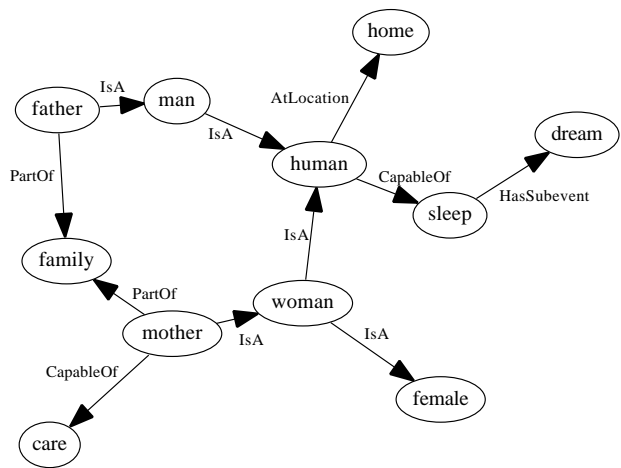 home
IsA
man
father
AtLocation
IsA
dream
human
PartOf
CapableOf
HasSubevent
sleep
IsA
family
PartOf
woman
mother
IsA
IsA
CapableOf
female
care